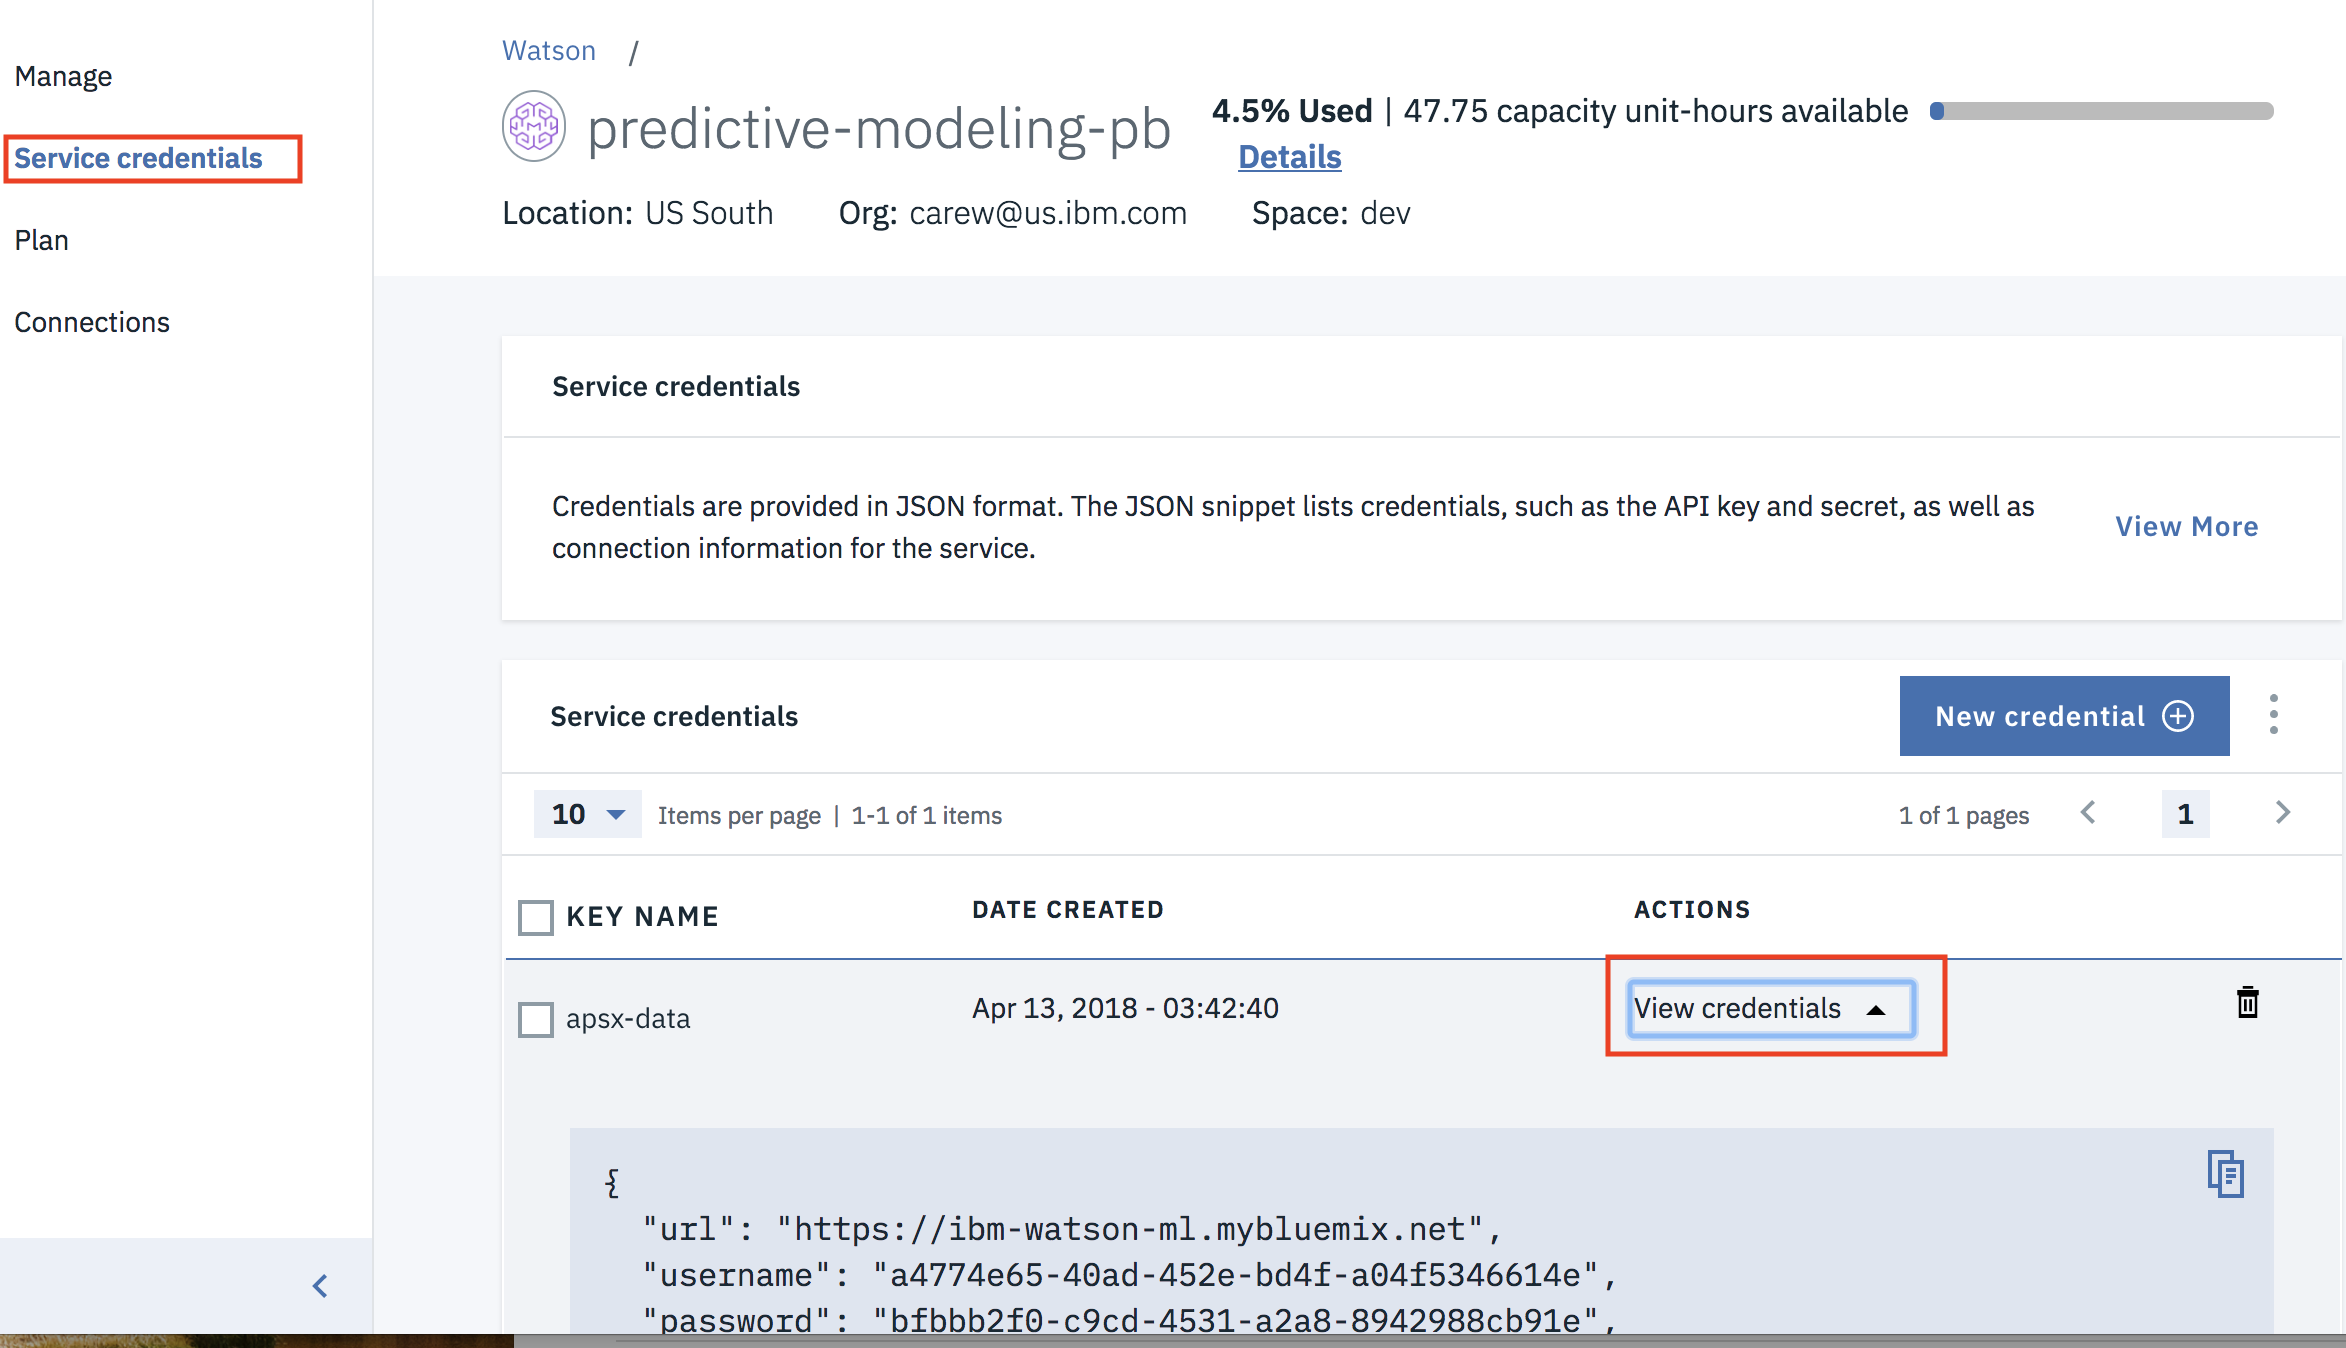 Manage
Service credentials
Plan
Connections
Watson /
predictive-modeling-pb
4.5% Used | 47.75 capacity unit-hours available
Details
Location: US South Org: carew@us.ibm.com Space: dev
Service credentials
Credentials are provided in JSON format. The JSON snippet lists credentials, such as the API key and secret, as well as
connection information for the service.
View More
Service credentials
New credential
10 Items per page | 1-1 of 1 items 1 of 1 pages 1
KEY NAME DATE CREATED ACTIONS
apsx-data Apr 13, 2018 - 03:42:40 View credentials
{
"url": "https://ibm-watson-ml.mybluemix.net",
"username": "a4774e65-40ad-452e-bd4f-a04f5346614e",
"password": "bfbbb2f0-c9cd-4531-a2a8-8942988cb91e",